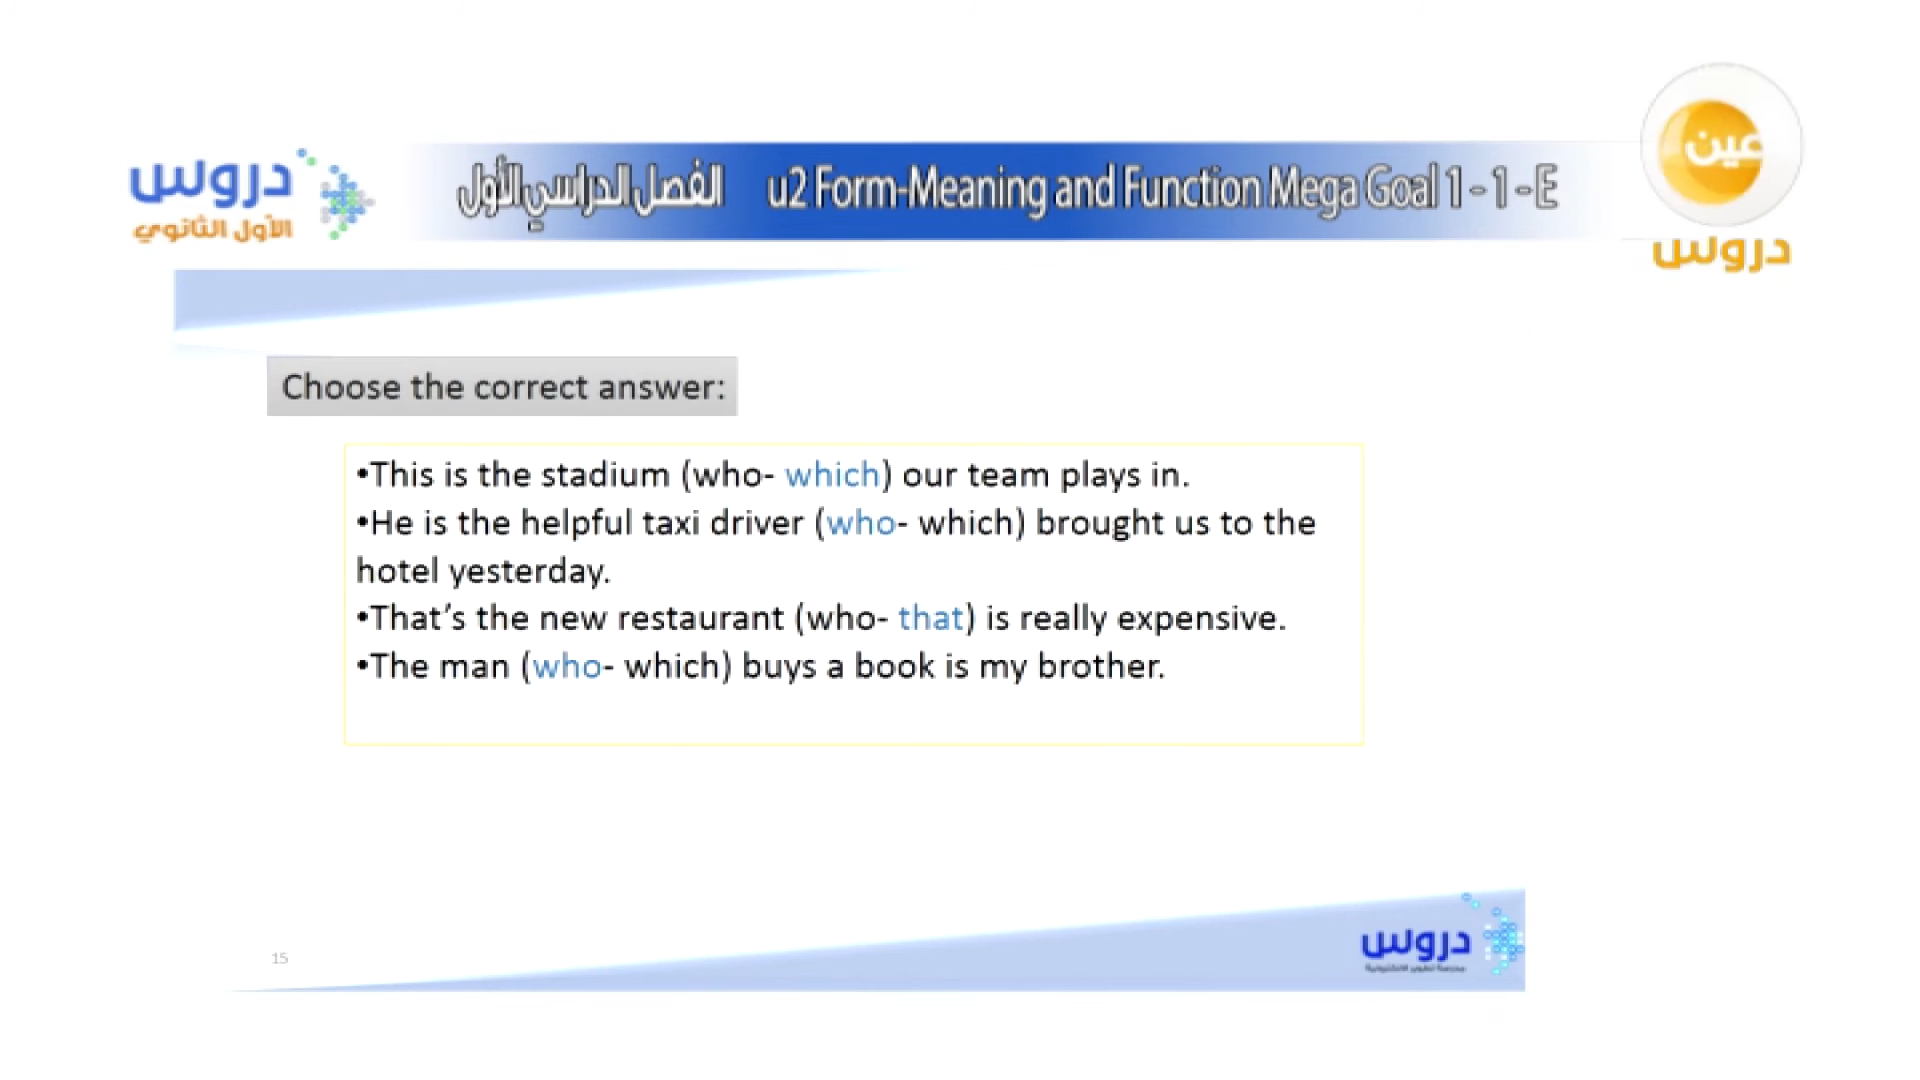 عين
دروس
دروس
الأول الثانوي
الفصل الدراسي الأول u2 Form-Meaning and Function Mega Goal 1 - 1 - E
Choose the correct answer:
•This is the stadium (who- which) our team plays in.
•He is the helpful taxi driver (who- which) brought us to the
hotel yesterday.
•That’s the new restaurant (who- that) is really expensive.
•The man (who- which) buys a book is my brother.
15
دروس